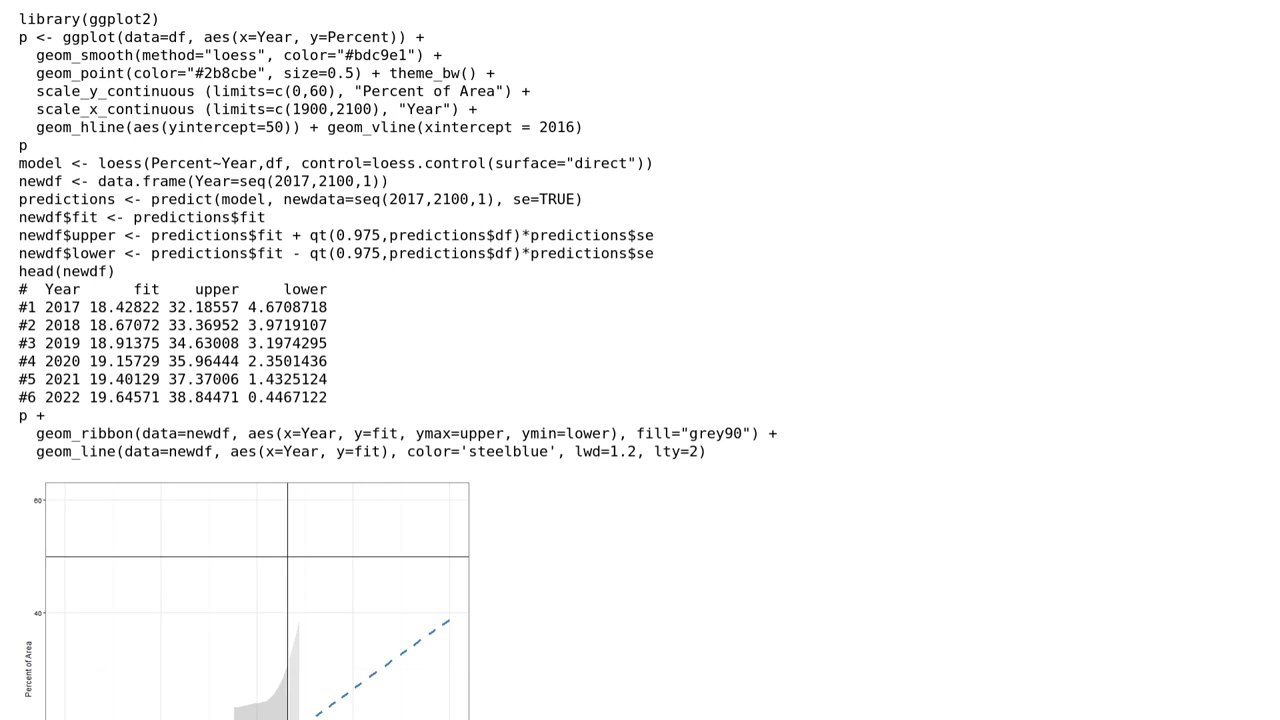 library(ggplot2)
p <- ggplot(data=df, aes(x=Year, y=Percent)) +
  geom_smooth(method="loess", color="#bdc9e1") +
  geom_point(color="#2b8cbe", size=0.5) + theme_bw() +
  scale_y_continuous (limits=c(0,60), "Percent of Area") +
  scale_x_continuous (limits=c(1900,2100), "Year") +
  geom_hline(aes(yintercept=50)) + geom_vline(xintercept = 2016)
p
model <- loess(Percent~Year,df, control=loess.control(surface="direct"))
newdf <- data.frame(Year=seq(2017,2100,1))
predictions <- predict(model, newdata=seq(2017,2100,1), se=TRUE)
newdf$fit <- predictions$fit
newdf$upper <- predictions$fit + qt(0.975,predictions$df)*predictions$se
newdf$lower <- predictions$fit - qt(0.975,predictions$df)*predictions$se
head(newdf)
#  Year      fit    upper     lower
#1 2017 18.42822 32.18557 4.6708718
#2 2018 18.67072 33.36952 3.9719107
#3 2019 18.91375 34.63008 3.1974295
#4 2020 19.15729 35.96444 2.3501436
#5 2021 19.40129 37.37006 1.4325124
#6 2022 19.64571 38.84471 0.4467122
p +
  geom_ribbon(data=newdf, aes(x=Year, y=fit, ymax=upper, ymin=lower), fill="grey90") +
  geom_line(data=newdf, aes(x=Year, y=fit), color='steelblue', lwd=1.2, lty=2)
60
40
Percent of Area